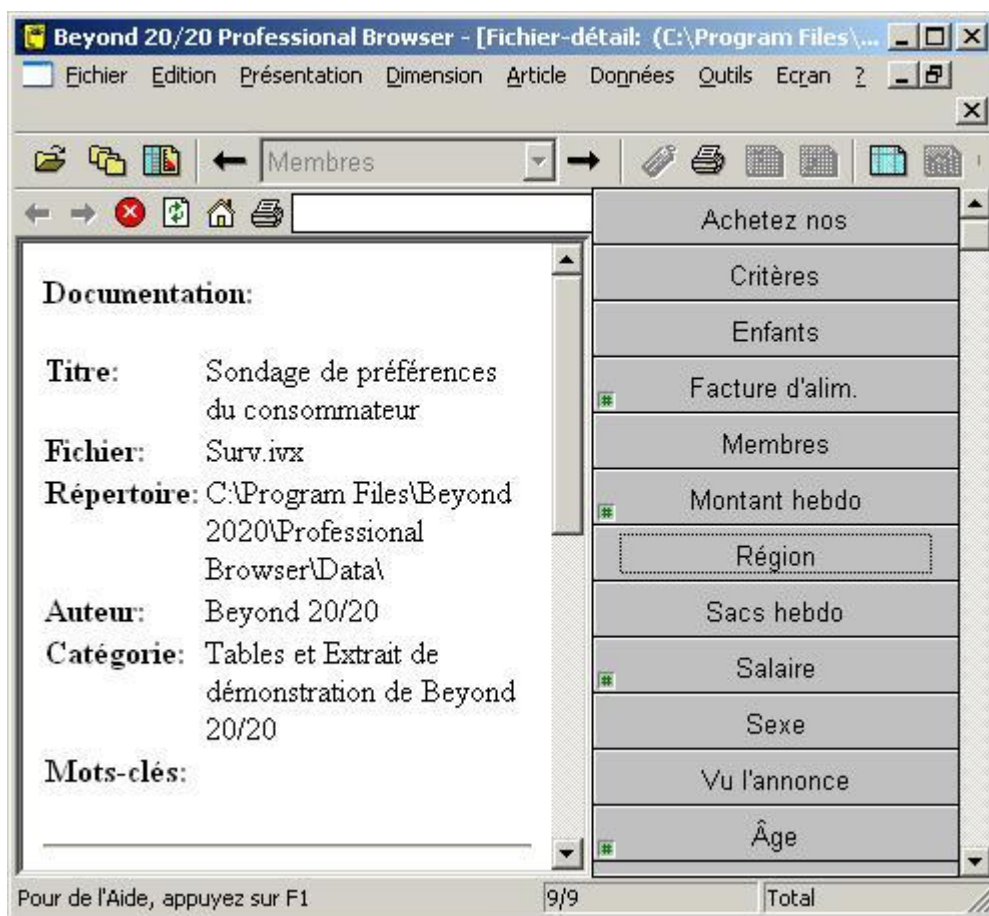 Beyond 20/20 Professional Browser - [Fichier-détail: (C:\Program Files\...
Fichier Edition Présentation Dimension Article Données Outils Ecran ?
Membres
Achetez nos
Critères
Enfants
Facture d'alim.
Membres
Montant hebdo
Région
Sacs hebdo
Salaire
Sexe
Vu l'annonce
Âge
Documentation:
Titre: Sondage de préférences
du consommateur
Fichier: Surv.ivx
Répertoire: C:\Program Files\Beyond
2020\Professional
Browser\Data\
Auteur: Beyond 20/20
Catégorie: Tables et Extrait de
démonstration de Beyond
20/20
Mots-clés:
Pour de l'Aide, appuyez sur F1 9/9 Total